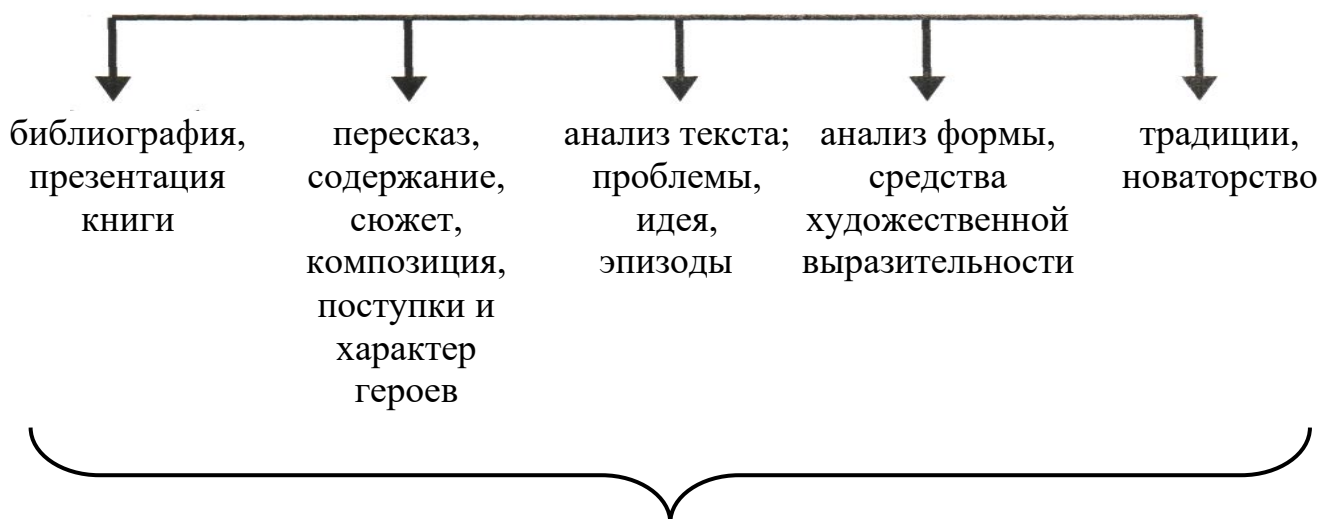 библиография,
презентация
книги
пересказ,
содержание,
сюжет,
композиция,
поступки и
характер
героев
анализ текста;
проблемы,
идея,
эпизоды
анализ формы,
средства
художественной
выразительности
традиции,
новаторство